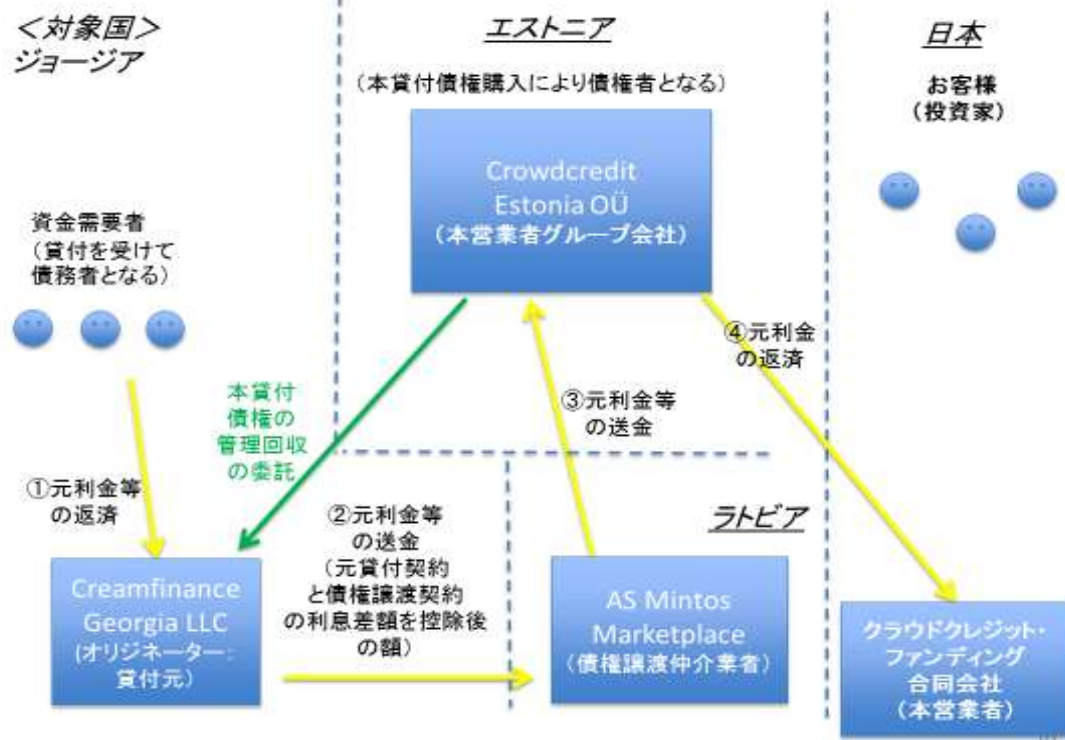 ＜対象国＞
ジョージア
資金需要者
（貸付を受けて
債務者となる）
①元利金等
の返済
Creamfinance
Georgia LLC
(オリジネーター：
貸付元)
本貸付
債権の
管理回収
の委託
②元利金等
の送金
（元貸付契約
と債権譲渡契約
の利息差額を控除後
の額）
エストニア
（本貸付債権購入により債権者となる）
Crowdcredit
Estonia OÜ
（本営業者グループ会社）
③元利金等
の送金
④元利金
の返済
ラトビア
AS Mintos
Marketplace
（債権譲渡仲介業者）
日本
お客様
（投資家）
クラウドクレジット・
ファンディング
合同会社
（本営業者）